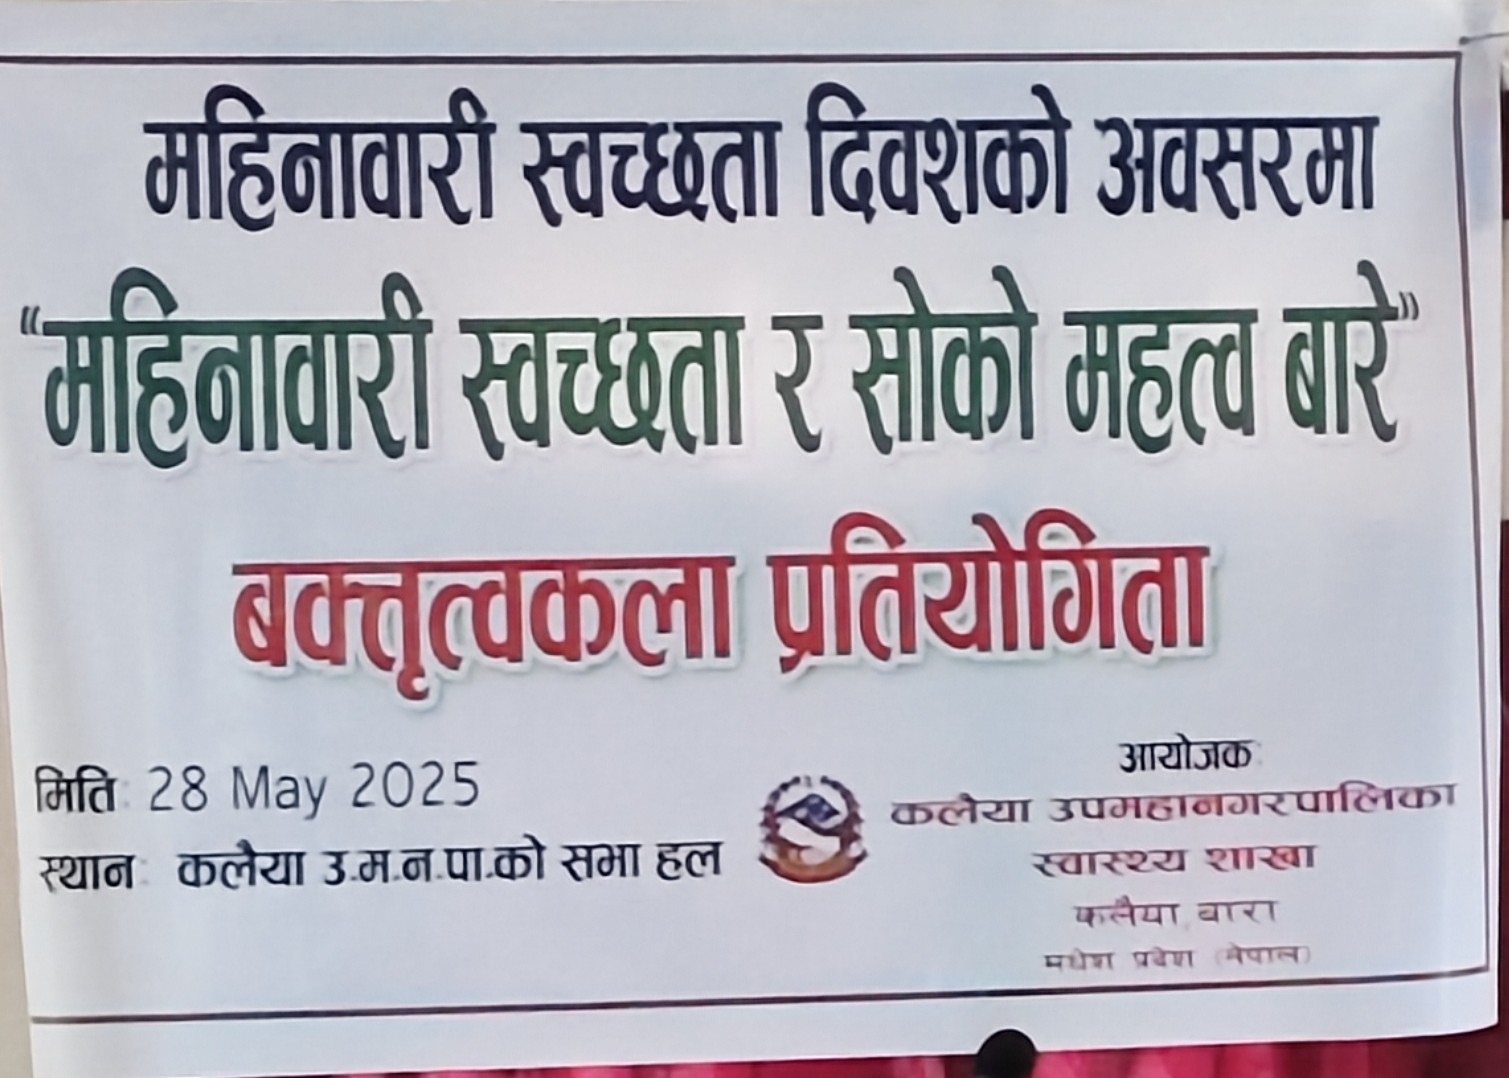 महिनावारी स्वच्छता दिवशको अवसरमा
“महिनावारी स्वच्छता र सोको महत्व बारे”
बक्तृत्वकला प्रतियोगिता
मिति: 28 May 2025
स्थान: कलैया उ.म.न.पा.को सभा हल
आयोजक:
कलैया उपमहानगरपालिका
स्वास्थ्य शाखा
कलैया, बारा
मधेश प्रदेश (नेपाल)